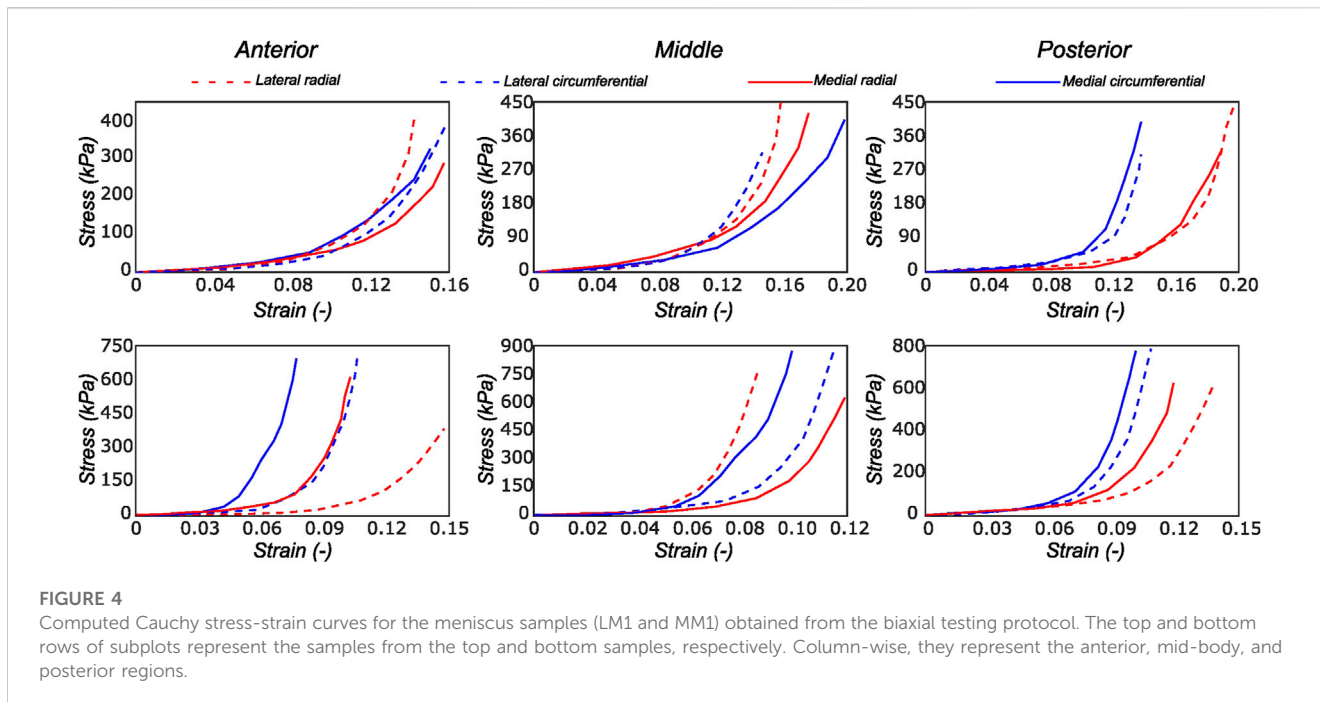 Anterior Middle Posterior
Lateral radial Lateral circumferential Medial radial Medial circumferential
Stress (kPa)
400
300
200
100
0
0 0.04 0.08 0.12 0.16
Strain (-)
Stress (kPa)
450
360
270
180
90
0
0 0.04 0.08 0.12 0.16 0.20
Strain (-)
Stress (kPa)
450
360
270
180
90
0
0 0.04 0.08 0.12 0.16 0.20
Strain (-)
Stress (kPa)
750
600
450
300
150
0
0 0.03 0.06 0.09 0.12 0.15
Strain (-)
Stress (kPa)
900
750
600
450
300
150
0
0 0.03 0.06 0.09 0.12
Strain (-)
Stress (kPa)
800
600
400
200
0
0 0.03 0.06 0.09 0.12 0.15
Strain (-)
FIGURE 4
Computed Cauchy stress-strain curves for the meniscus samples (LM1 and MM1) obtained from the biaxial testing protocol. The top and bottom
rows of subplots represent the samples from the top and bottom samples, respectively. Column-wise, they represent the anterior, mid-body, and
posterior regions.